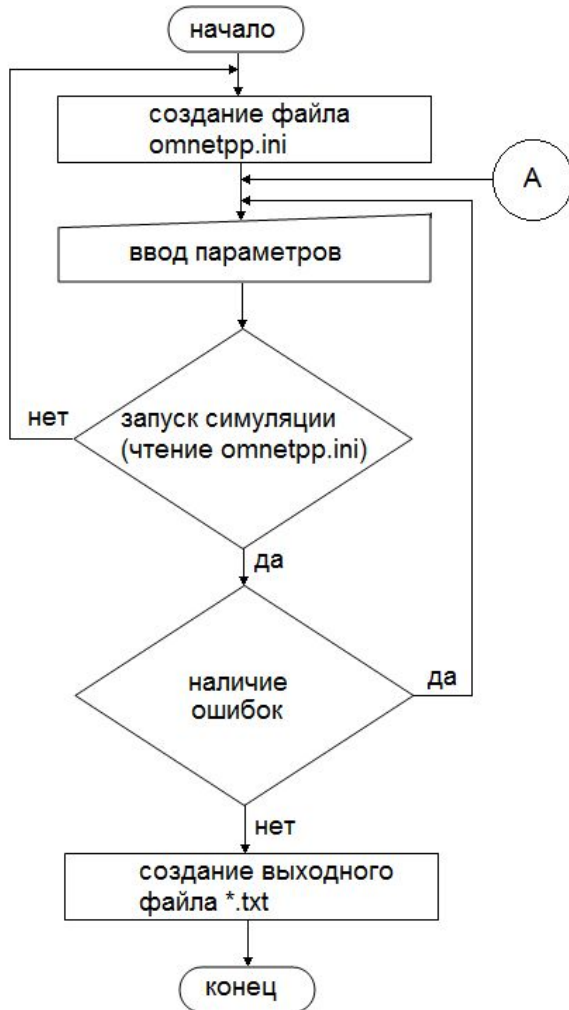 начало
создание файла
omnetpp.ini
А
ввод параметров
нет
запуск симуляции
(чтение omnetpp.ini)
да
наличие
ошибок
да
нет
создание выходного
файла *.txt
конец